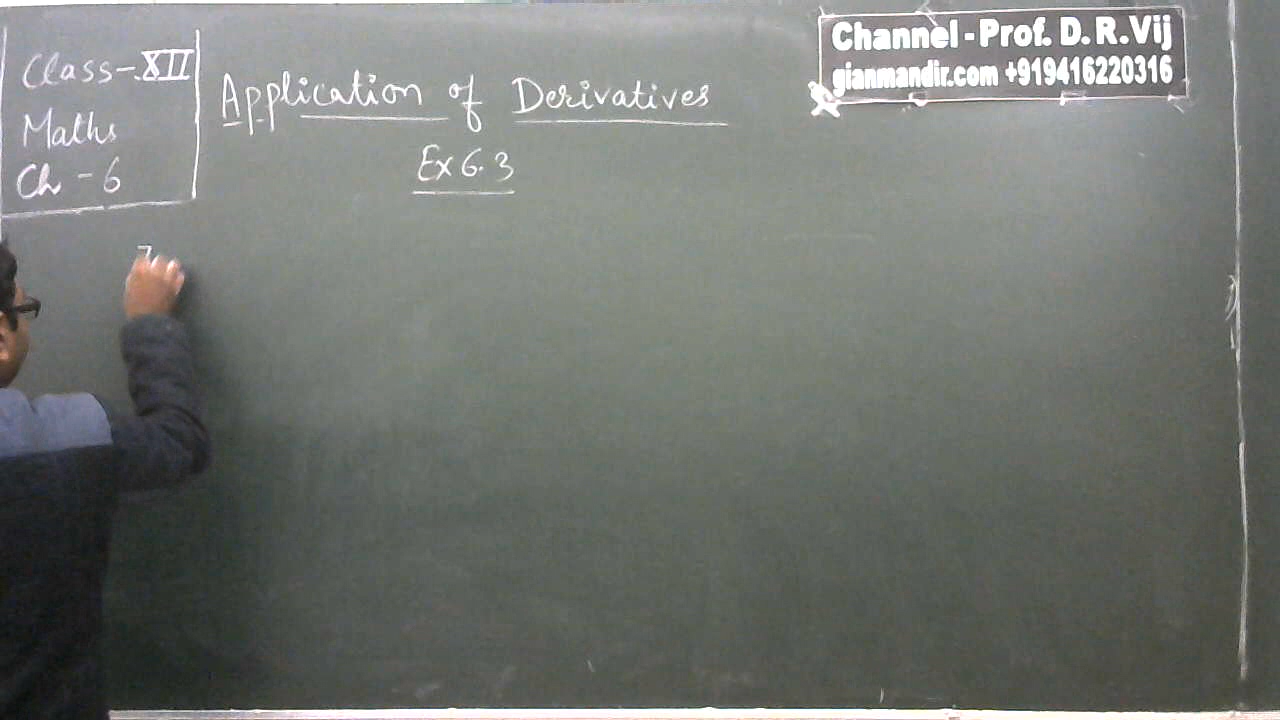 Class-XII
Maths
Ch - 6
Application of Derivatives
Ex 6.3
Channel - Prof. D. R. Vij
gianmandir.com +919416220316